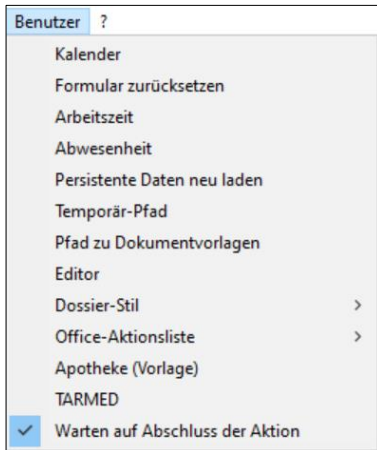 Benutzer ?
Kalender
Formular zurücksetzen
Arbeitszeit
Abwesenheit
Persistente Daten neu laden
Temporär-Pfad
Pfad zu Dokumentvorlagen
Editor
Dossier-Stil
Office-Aktionsliste
Apotheke (Vorlage)
TARMED
Warten auf Abschluss der Aktion